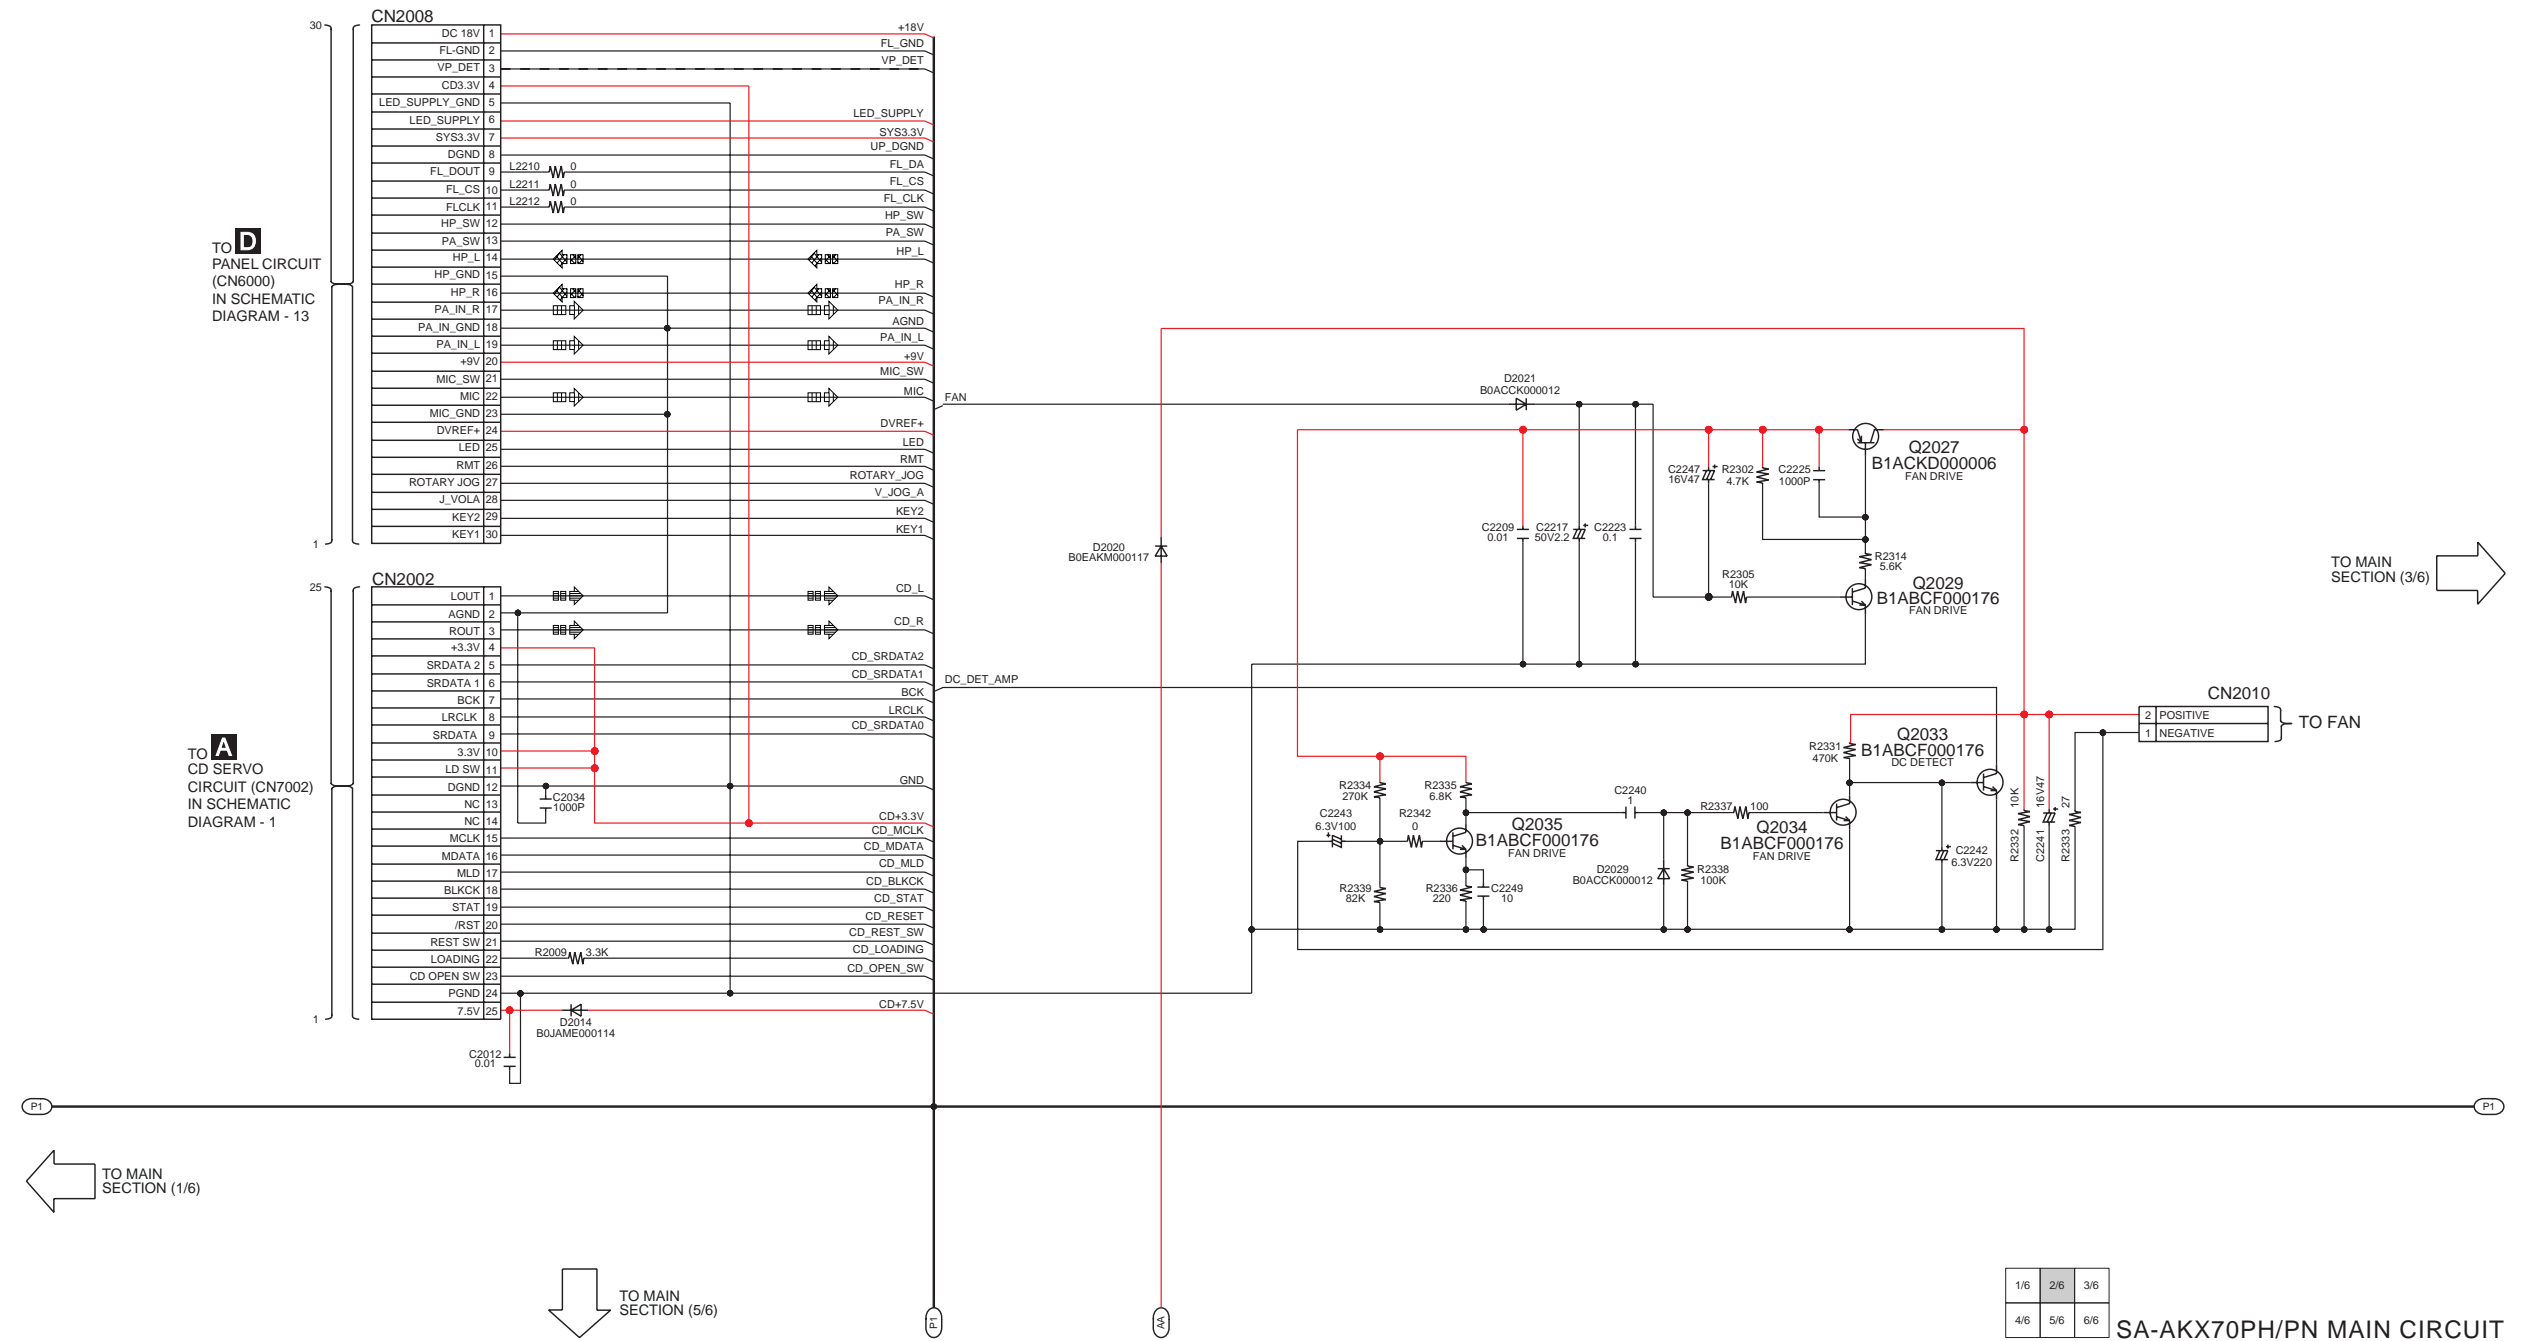 CN2008
30
DC 18V 1 +18V
FL-GND 2 FL_GND
VP_DET 3 VP_DET
CD3.3V 4
LED_SUPPLY_GND 5
LED_SUPPLY 6 LED_SUPPLY
SYS3.3V 7 SYS3.3V
DGND 8 UP_DGND
FL_DOUT 9 L2210 0 FL_DA
FL_CS 10 L2211 0 FL_CS
FLCLK 11 L2212 0 FL_CLK
HP_SW 12 HP_SW
PA_SW 13 PA_SW
HP_L 14 HP_L
HP_GND 15
HP_R 16 HP_R
PA_IN_R 17 PA_IN_R
PA_IN_GND 18 AGND
PA_IN_L 19 PA_IN_L
+9V 20 +9V
MIC_SW 21 MIC_SW
MIC 22 MIC
MIC_GND 23
DVREF+ 24 DVREF+
LED 25 LED
RMT 26 RMT
ROTARY JOG 27 ROTARY_JOG
J_VOLA 28 V_JOG_A
KEY2 29 KEY2
KEY1 30 KEY1
1
TO D
PANEL CIRCUIT
(CN6000)
IN SCHEMATIC
DIAGRAM - 13
CN2002
25
LOUT 1 CD_L
AGND 2
ROUT 3 CD_R
+3.3V 4
SRDATA 2 5 CD_SRDATA2
SRDATA 1 6 CD_SRDATA1
BCK 7 BCK
LRCLK 8 LRCLK
SRDATA 9 CD_SRDATA0
3.3V 10
LD SW 11
DGND 12 GND
NC 13
NC 14 CD+3.3V
MCLK 15 CD_MCLK
MDATA 16 CD_MDATA
MLD 17 CD_MLD
BLKCK 18 CD_BLKCK
STAT 19 CD_STAT
/RST 20 CD_RESET
REST SW 21 CD_REST_SW
LOADING 22 R2009 3.3K CD_LOADING
CD OPEN SW 23 CD_OPEN_SW
PGND 24
7.5V 25 CD+7.5V
1
C2034
1000P
D2014
B0JAME000114
C2012
0.01
TO A
CD SERVO
CIRCUIT (CN7002)
IN SCHEMATIC
DIAGRAM - 1
FAN
DC_DET_AMP
D2020
B0EAKM000117
D2021
B0ACCK000012
C2247
16V47
R2302
4.7K
C2225
1000P
Q2027
B1ACKD000006
FAN DRIVE
C2209
0.01
C2217
50V2.2
C2223
0.1
R2314
5.6K
R2305
10K
Q2029
B1ABCF000176
FAN DRIVE
TO MAIN
SECTION (3/6)
CN2010
2 POSITIVE
1 NEGATIVE
TO FAN
Q2033
B1ABCF000176
DC DETECT
R2331
470K
R2334
270K
R2335
6.8K
C2243
6.3V100
R2342
0
Q2035
B1ABCF000176
FAN DRIVE
C2240
1
R2337 100
Q2034
B1ABCF000176
FAN DRIVE
D2029
B0ACCK000012
R2338
100K
R2339
82K
R2336
220
C2249
10
C2242
6.3V220
R2332 10K
C2241 16V47
R2333 27
P1
P1
TO MAIN
SECTION (1/6)
TO MAIN
SECTION (5/6)
P1
AA
1/6 2/6 3/6
4/6 5/6 6/6
SA-AKX70PH/PN MAIN CIRCUIT